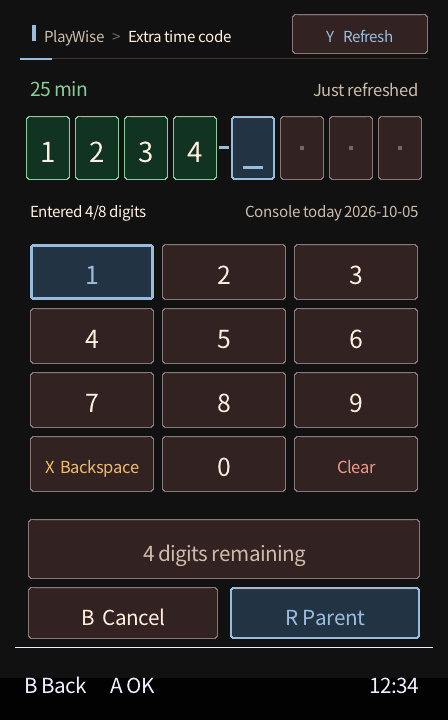 PlayWise > Extra time code
Y Refresh
25 min
Just refreshed
1 2 3 4 - _ · · ·
Entered 4/8 digits
Console today 2026-10-05
1 2 3
4 5 6
7 8 9
X Backspace 0 Clear
4 digits remaining
B Cancel
R Parent
B Back A OK 12:34